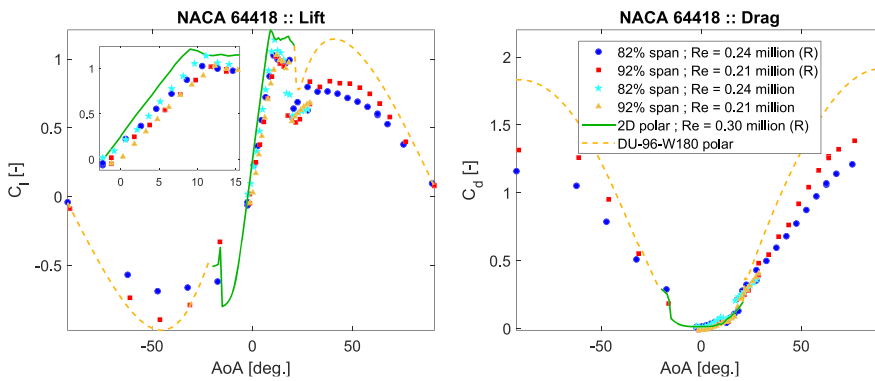 NACA 64418 :: Lift
1
0.5
0
-0.5
C_l [-]
-50
0
50
AoA [deg.]
1
0,5
0
0
5
10
15
NACA 64418 :: Drag
2
1.5
1
0.5
0
C_d [-]
-50
0
50
AoA [deg.]
82% span ; Re = 0.24 million (R)
92% span ; Re = 0.21 million (R)
82% span ; Re = 0.24 million
92% span ; Re = 0.21 million
2D polar ; Re = 0.30 million (R)
DU-96-W180 polar